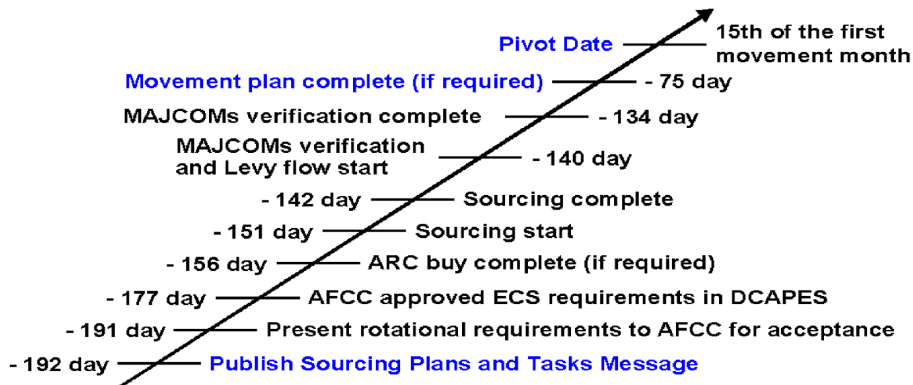 Pivot Date 15th of the first
movement month
Movement plan complete (if required) - 75 day
MAJCOMs verification complete - 134 day
MAJCOMs verification
and Levy flow start - 140 day
- 142 day Sourcing complete
- 151 day Sourcing start
- 156 day ARC buy complete (if required)
- 177 day AFCC approved ECS requirements in DCAPES
- 191 day Present rotational requirements to AFCC for acceptance
- 192 day Publish Sourcing Plans and Tasks Message